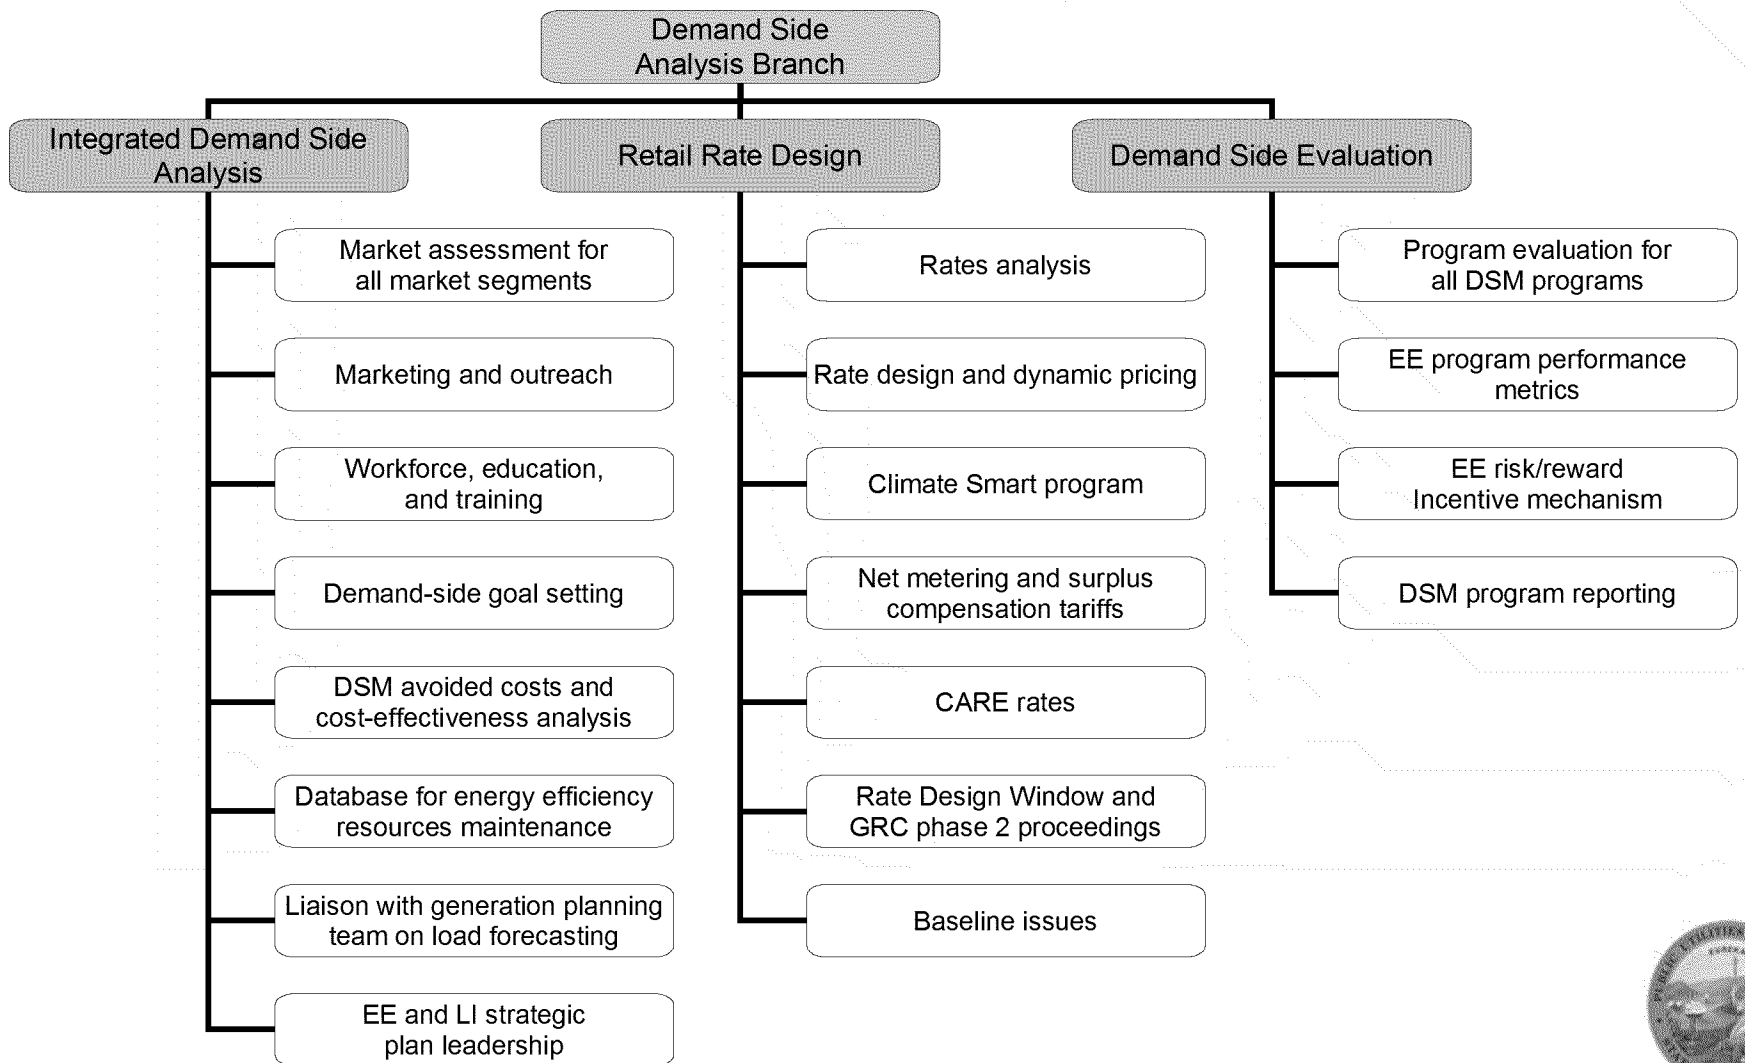 Demand Side
Analysis Branch
Integrated Demand Side
Analysis
Retail Rate Design
Demand Side Evaluation
Market assessment for
all market segments
Marketing and outreach
Workforce, education,
and training
Demand-side goal setting
DSM avoided costs and
cost-effectiveness analysis
Database for energy efficiency
resources maintenance
Liaison with generation planning
team on load forecasting
EE and LI strategic
plan leadership
Rates analysis
Rate design and dynamic pricing
Climate Smart program
Net metering and surplus
compensation tariffs
CARE rates
Rate Design Window and
GRC phase 2 proceedings
Baseline issues
Program evaluation for
all DSM programs
EE program performance
metrics
EE risk/reward
Incentive mechanism
DSM program reporting
PUBLIC UTILITIES